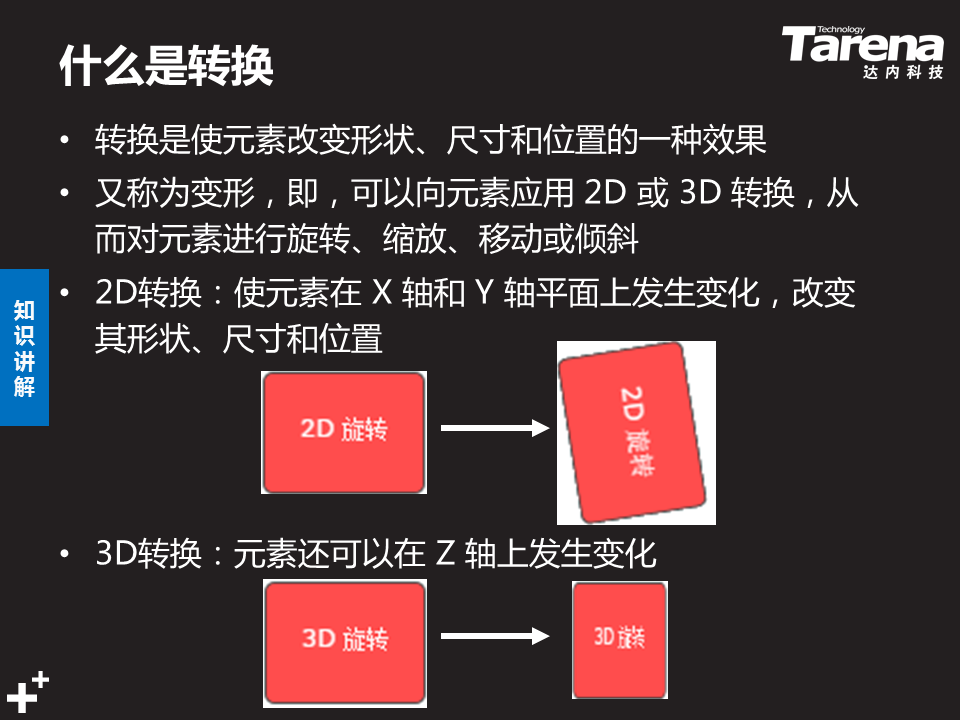 什么是转换
Technology
Tarena
达内科技
• 转换是使元素改变形状、尺寸和位置的一种效果
• 又称为变形，即，可以向元素应用 2D 或 3D 转换，从
而对元素进行旋转、缩放、移动或倾斜
• 2D转换：使元素在 X 轴和 Y 轴平面上发生变化，改变
其形状、尺寸和位置
知识讲解
2D 旋转
2D 旋转
• 3D转换：元素还可以在 Z 轴上发生变化
3D 旋转
3D 旋转